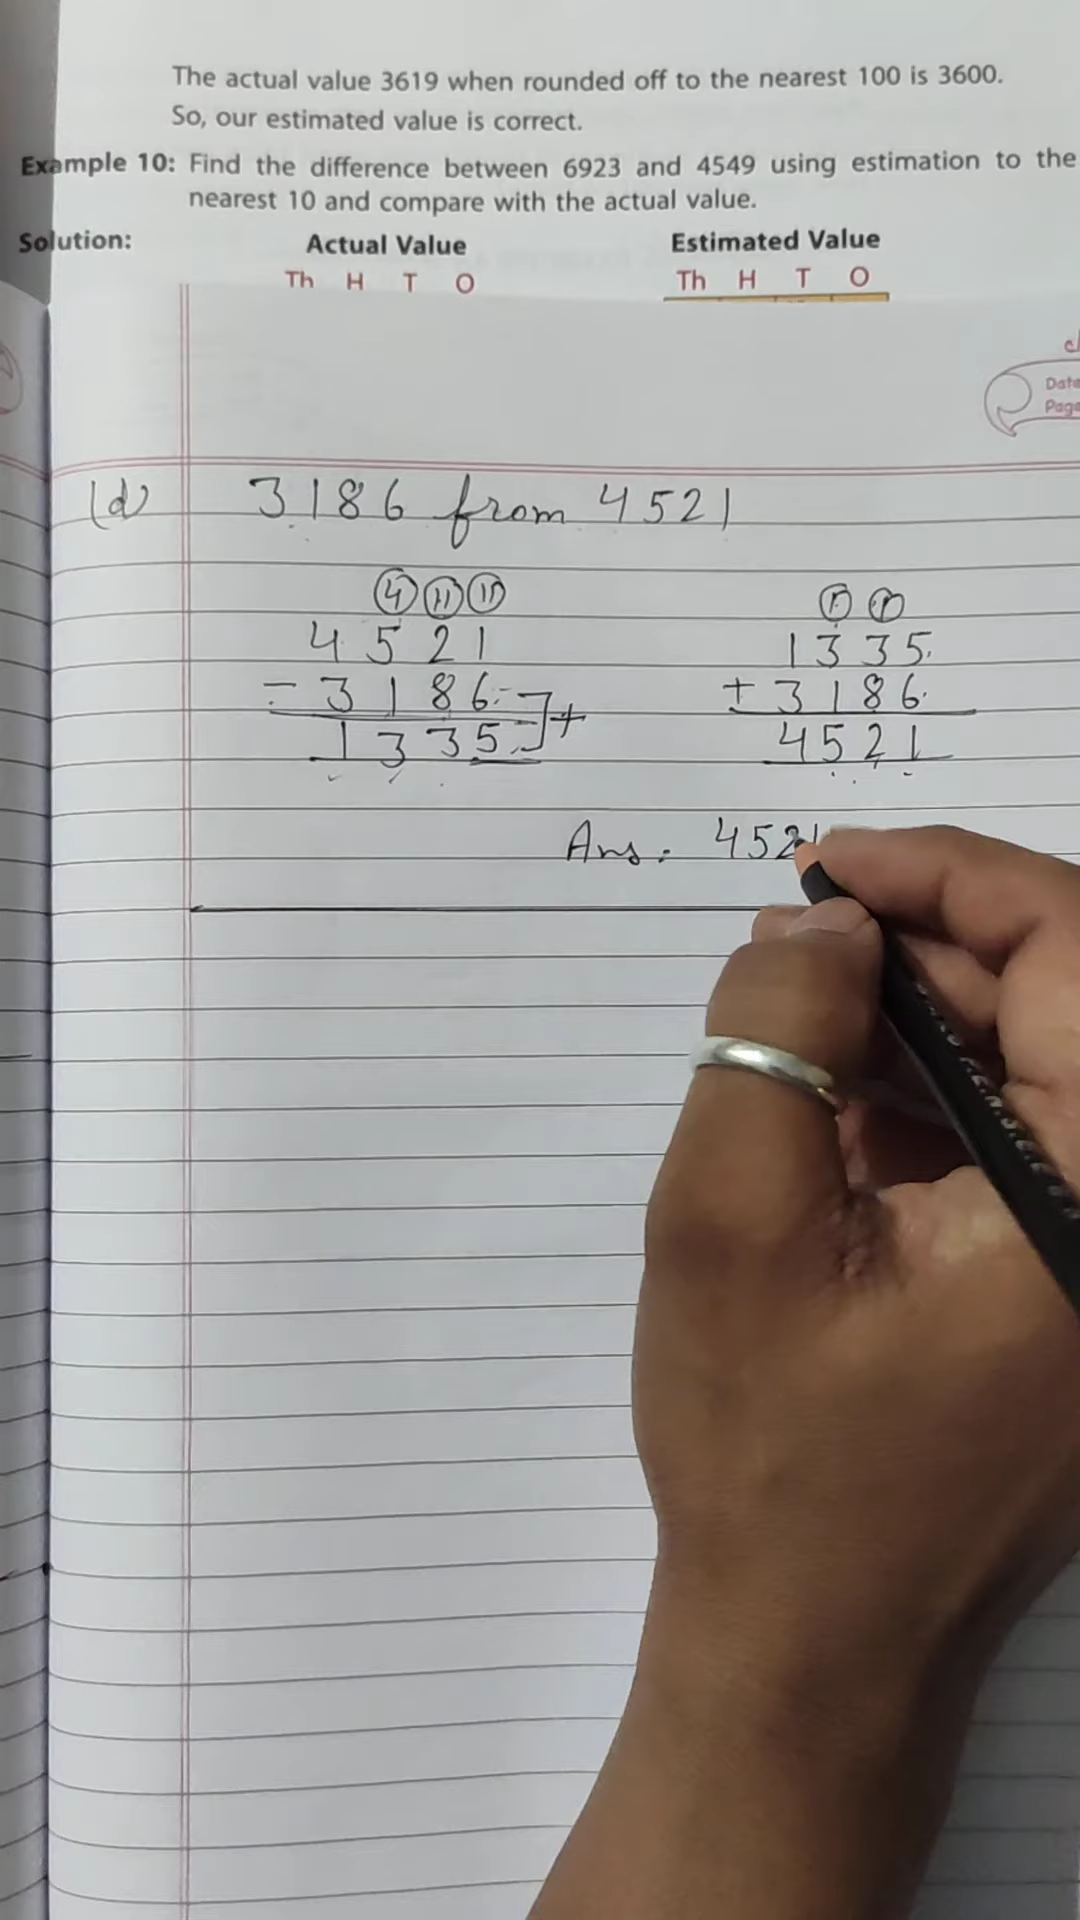 The actual value 3619 when rounded off to the nearest 100 is 3600.
So, our estimated value is correct.
Example 10: Find the difference between 6923 and 4549 using estimation to the
nearest 10 and compare with the actual value.
Solution: Actual Value Estimated Value
Th H T O Th H T O
Date
Page
(d) 3186 from 4521
4 11 11
4 5 2 1 1 3 3 5
- 3 1 8 6 + 3 1 8 6
1 3 3 5 + 4 5 2 1
Ans. 4521